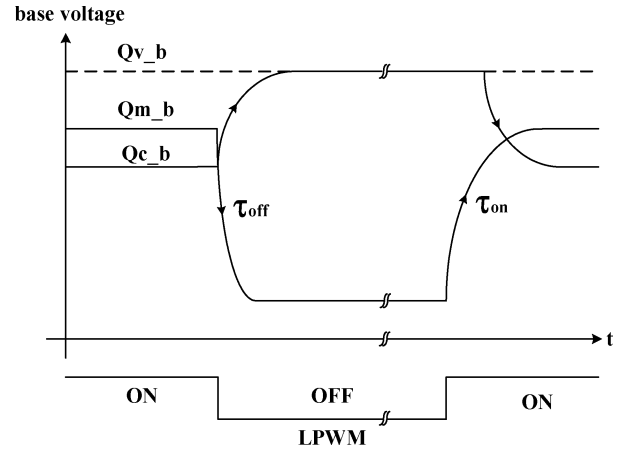 base voltage
Qv_b
Qm_b
Qc_b
τoff
τon
t
ON
OFF
ON
LPWM